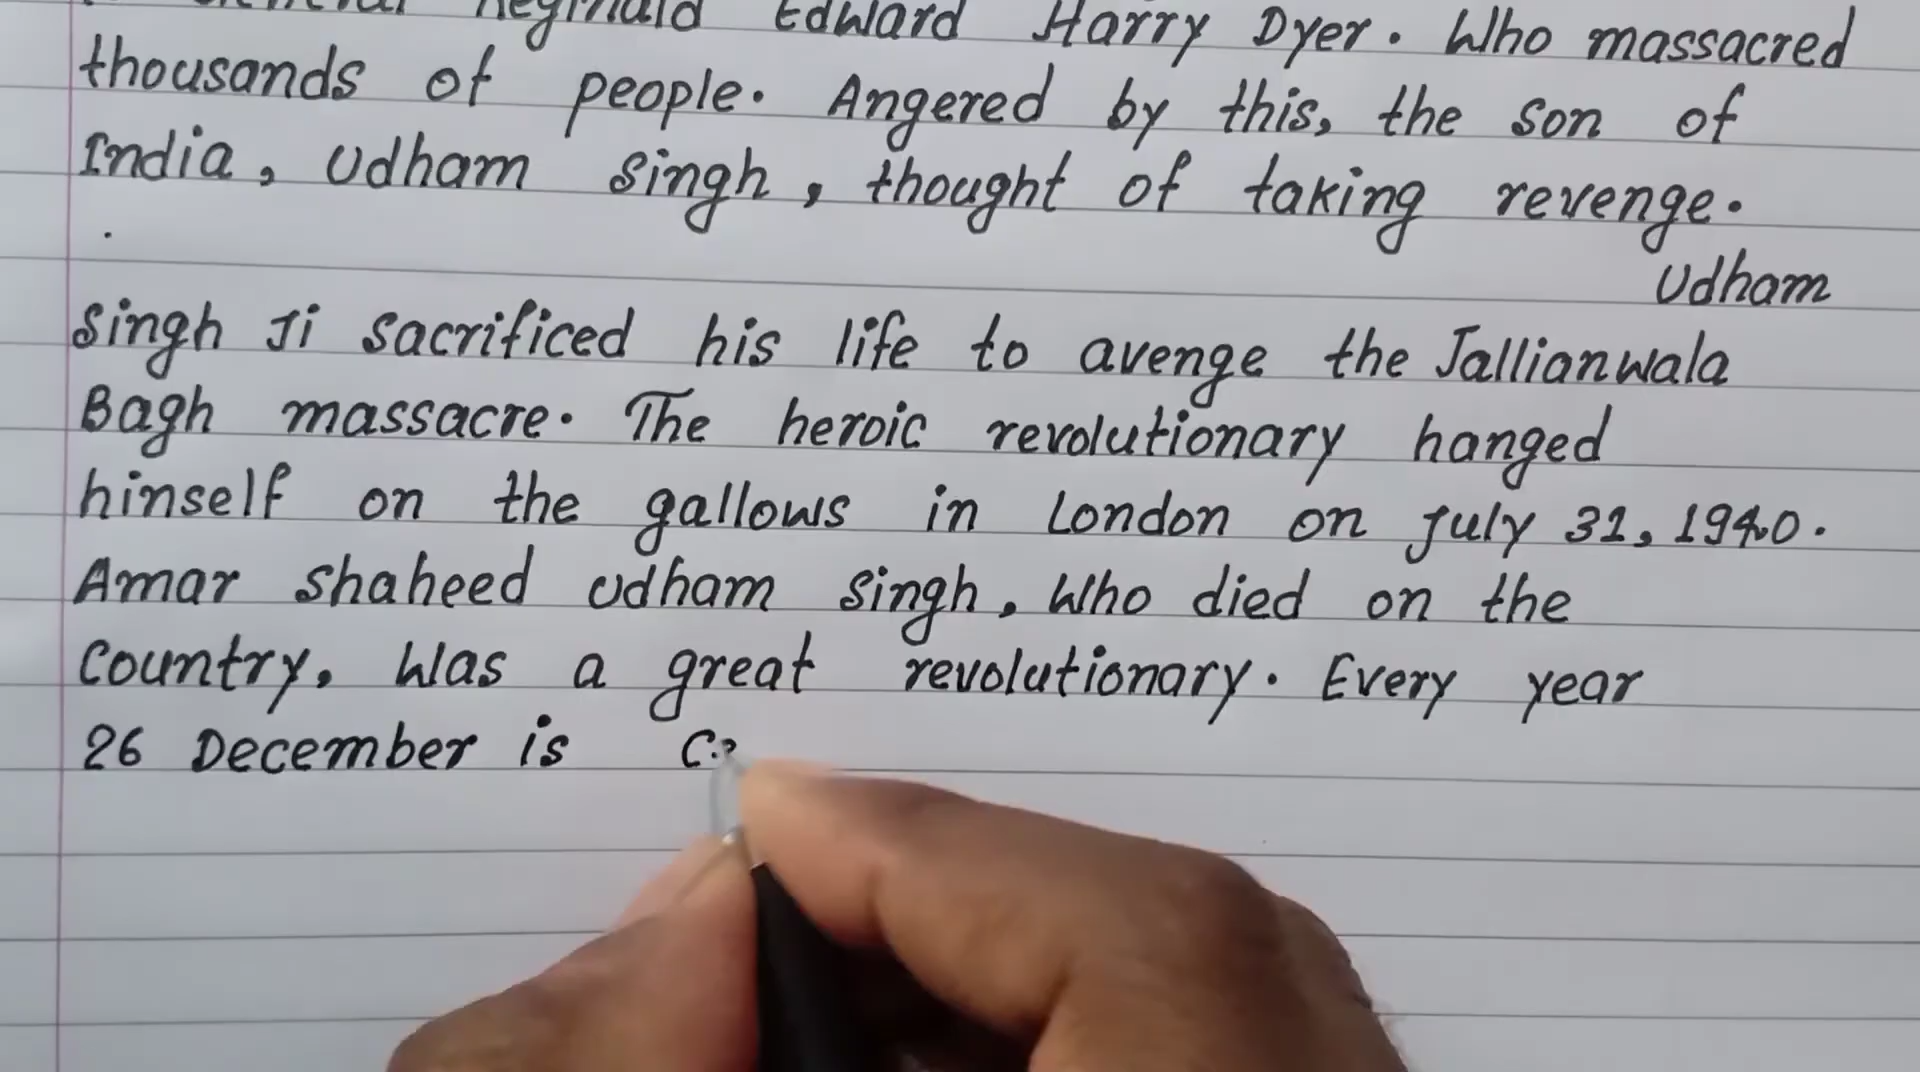 General Reginald Edward Harry Dyer. Who massacred
thousands of people. Angered by this, the son of
India, Udham Singh, thought of taking revenge.
Udham
Singh Ji sacrificed his life to avenge the Jallianwala
Bagh massacre. The heroic revolutionary hanged
hinself on the gallows in London on July 31, 1940.
Amar shaheed Udham Singh, Who died on the
Country, Was a great revolutionary. Every year
26 December is